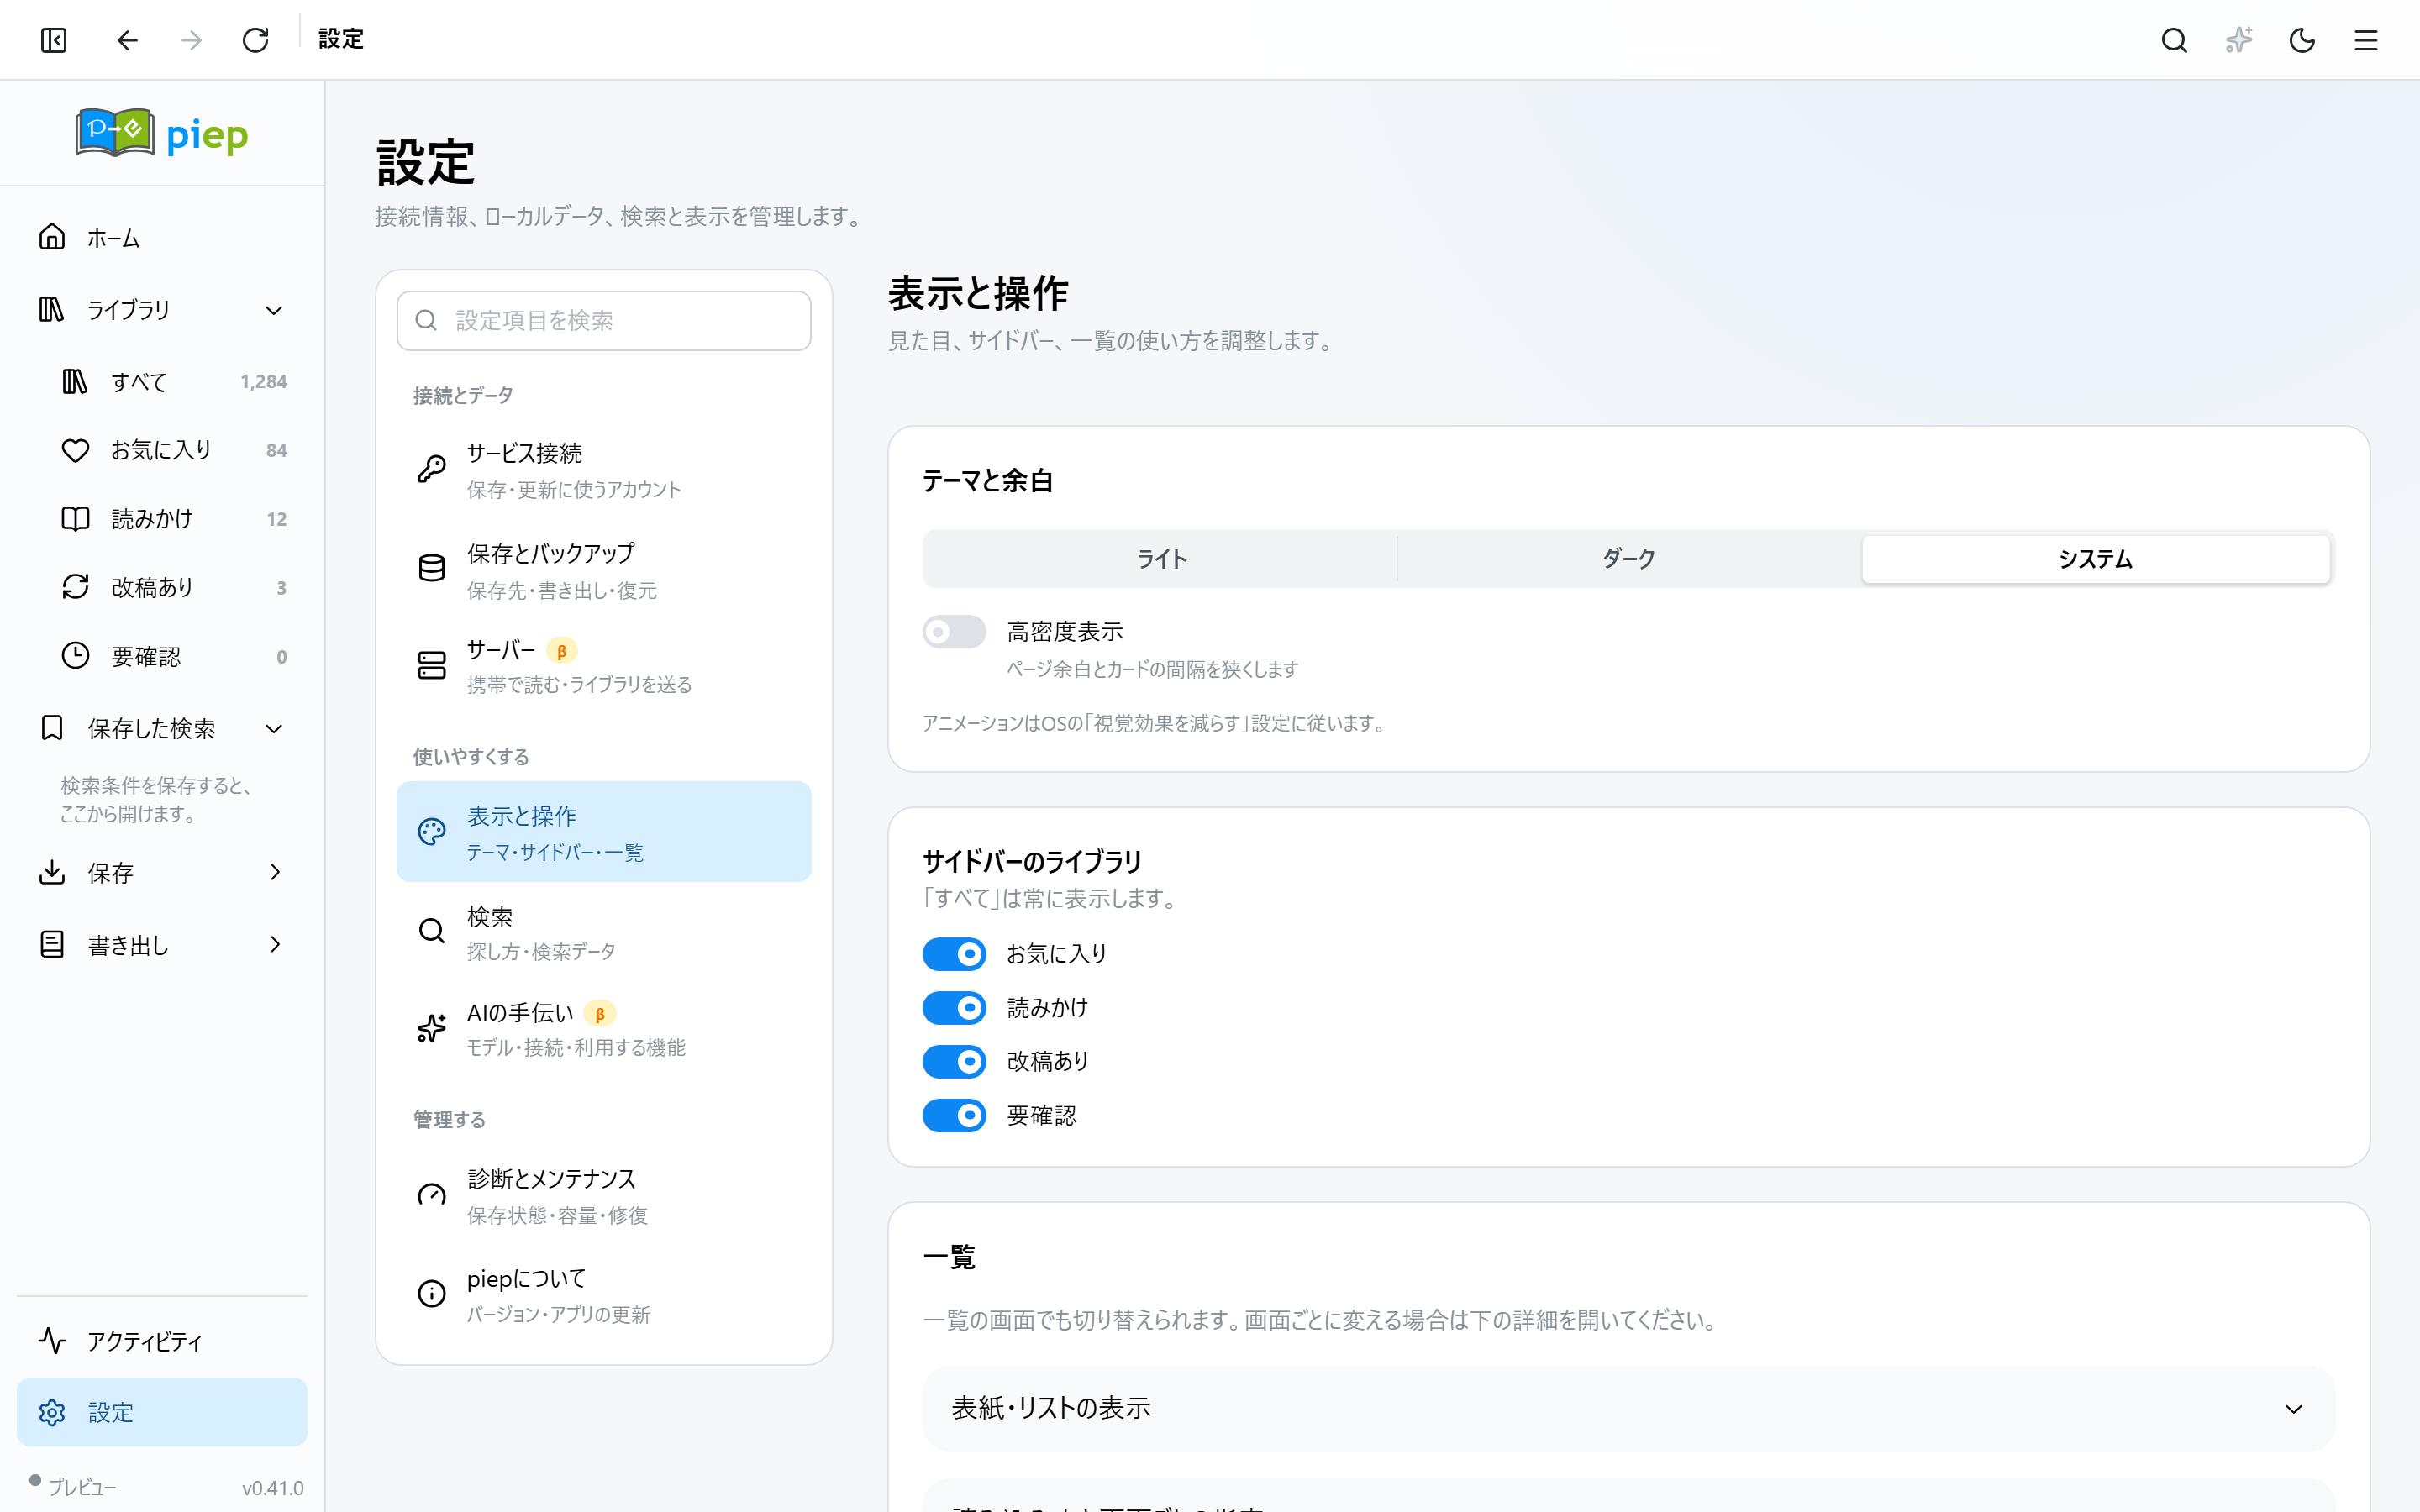 設定
piep
ホーム
ライブラリ
すべて 1,284
お気に入り 84
読みかけ 12
改稿あり 3
要確認 0
保存した検索
検索条件を保存すると、
ここから開けます。
保存
書き出し
アクティビティ
設定
プレビュー v0.41.0
設定
接続情報、ローカルデータ、検索と表示を管理します。
設定項目を検索
接続とデータ
サービス接続
保存・更新に使うアカウント
保存とバックアップ
保存先・書き出し・復元
サーバー β
携帯で読む・ライブラリを送る
使いやすくする
表示と操作
テーマ・サイドバー・一覧
検索
探し方・検索データ
AIの手伝い β
モデル・接続・利用する機能
管理する
診断とメンテナンス
保存状態・容量・修復
piepについて
バージョン・アプリの更新
表示と操作
見た目、サイドバー、一覧の使い方を調整します。
テーマと余白
ライト ダーク システム
高密度表示
ページ余白とカードの間隔を狭くします
アニメーションはOSの「視覚効果を減らす」設定に従います。
サイドバーのライブラリ
「すべて」は常に表示します。
お気に入り
読みかけ
改稿あり
要確認
一覧
一覧の画面でも切り替えられます。画面ごとに変える場合は下の詳細を開いてください。
表紙・リストの表示